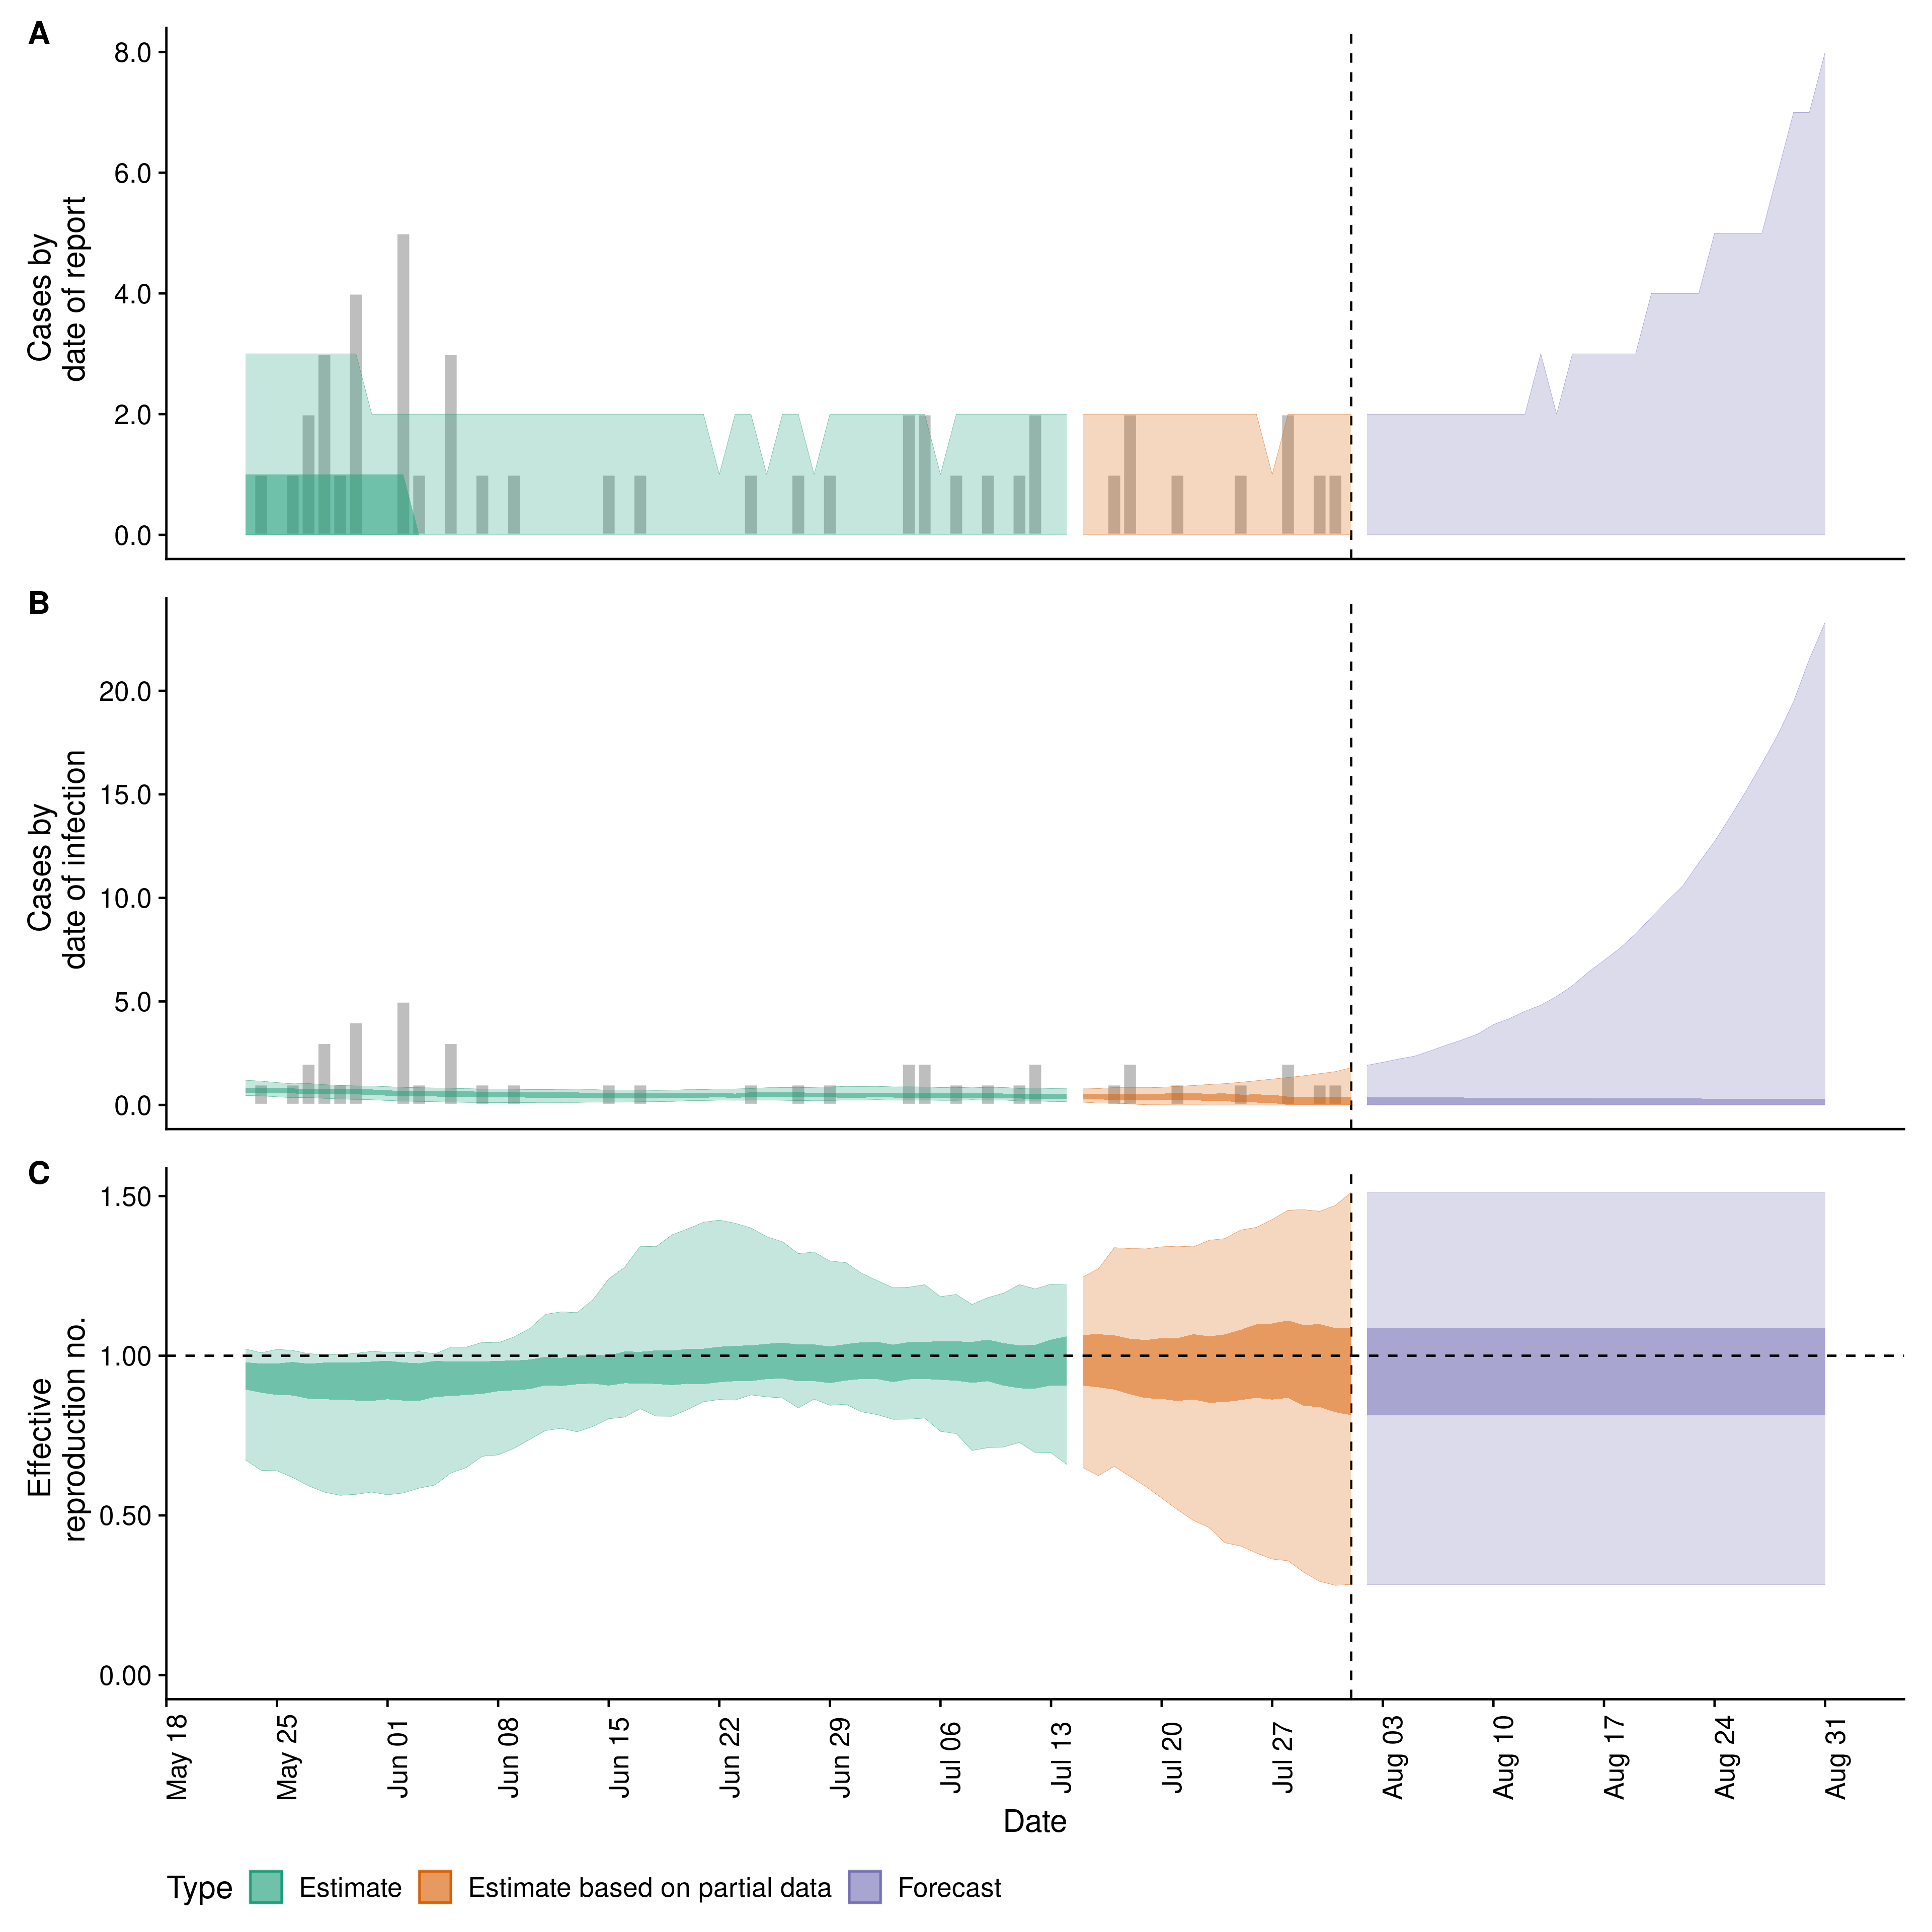 A
8.0
6.0
4.0
2.0
0.0
Cases by
date of report
B
20.0
15.0
10.0
5.0
0.0
Cases by
date of infection
C
1.50
1.00
0.50
0.00
Effective
reproduction no.
May 18
May 25
Jun 01
Jun 08
Jun 15
Jun 22
Jun 29
Jul 06
Jul 13
Jul 20
Jul 27
Aug 03
Aug 10
Aug 17
Aug 24
Aug 31
Date
Type Estimate Estimate based on partial data Forecast